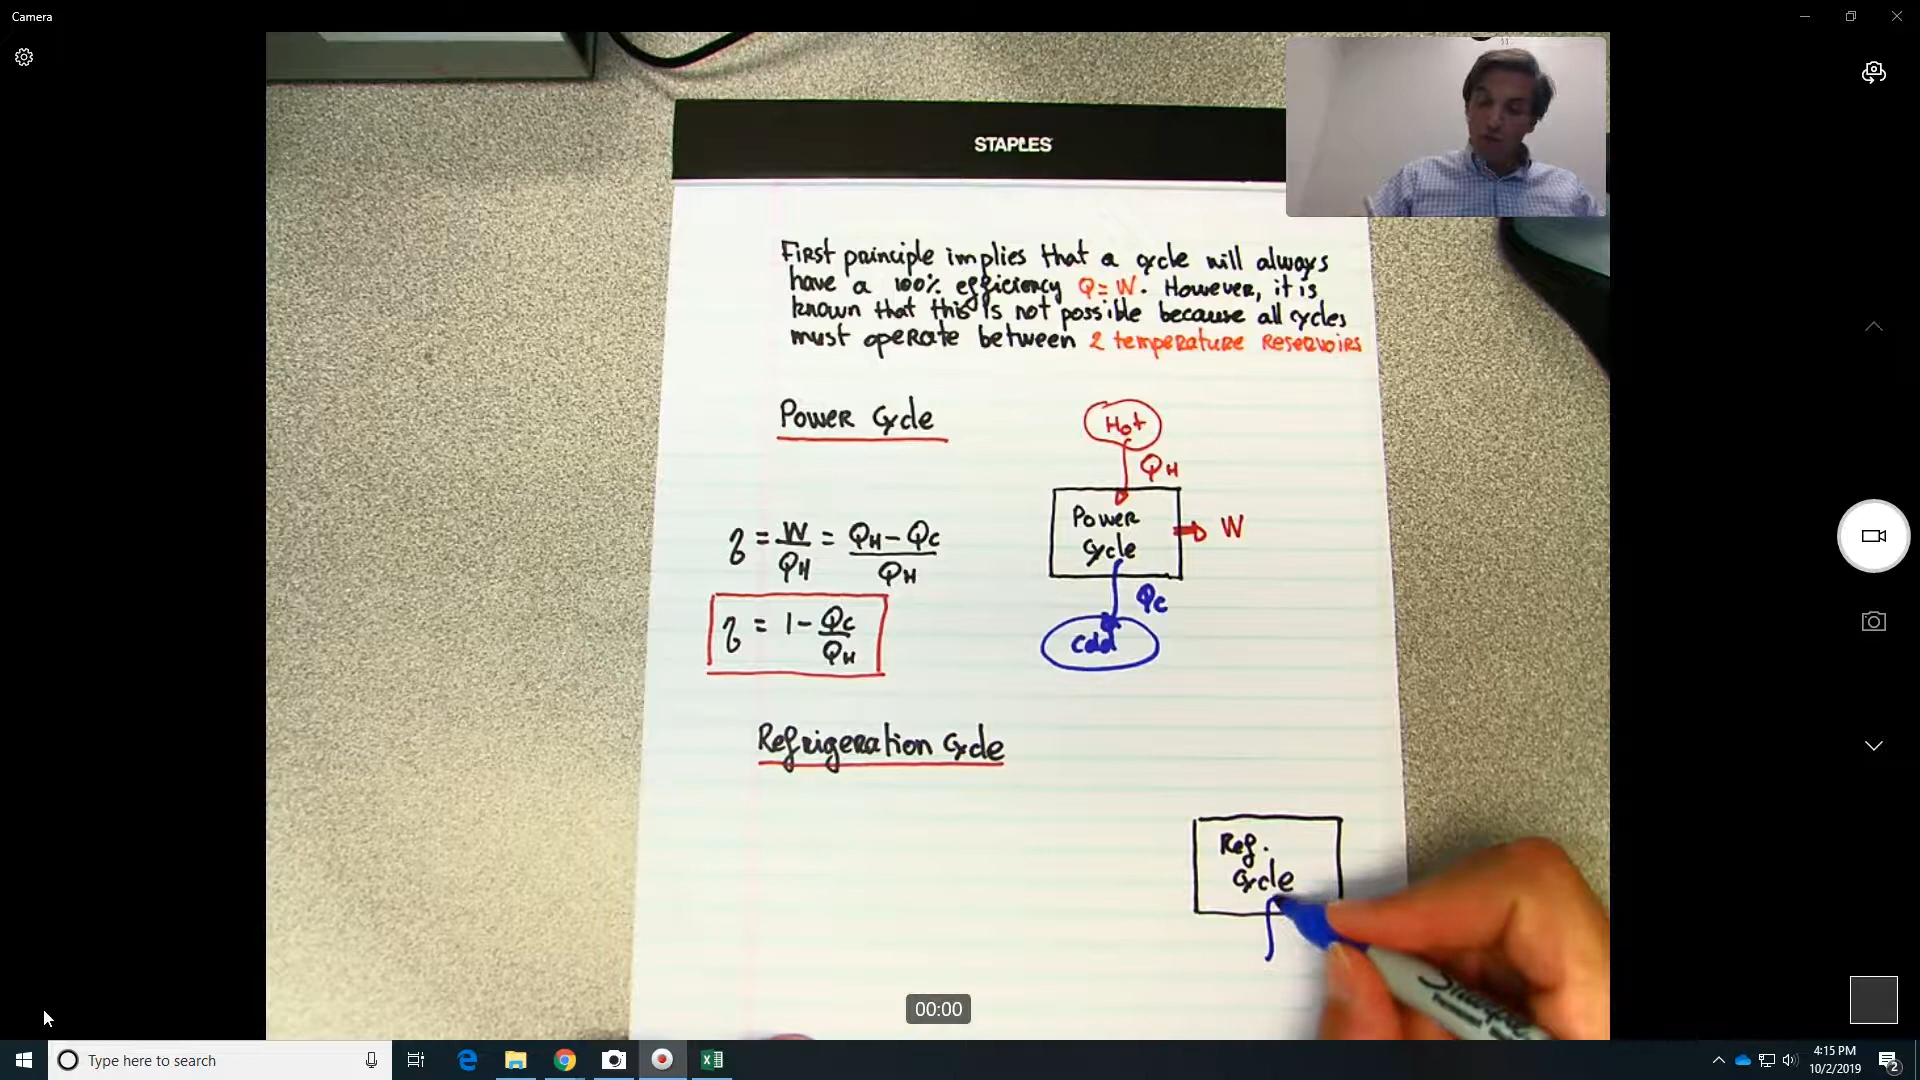 Camera
STAPLES
First principle implies that a cycle will always
have a 100% efficiency Q = W. However, it is
known that this is not possible because all cycles
must operate between 2 temperature reservoirs
Power Cycle
Hot
QH
Power
Cycle
W
η = W/QH = QH - QC/QH
QC
η = 1 - QC/QH
Cold
Refrigeration Cycle
Ref.
Cycle
Sharpie
00:00
Type here to search
4:15 PM
10/2/2019
2